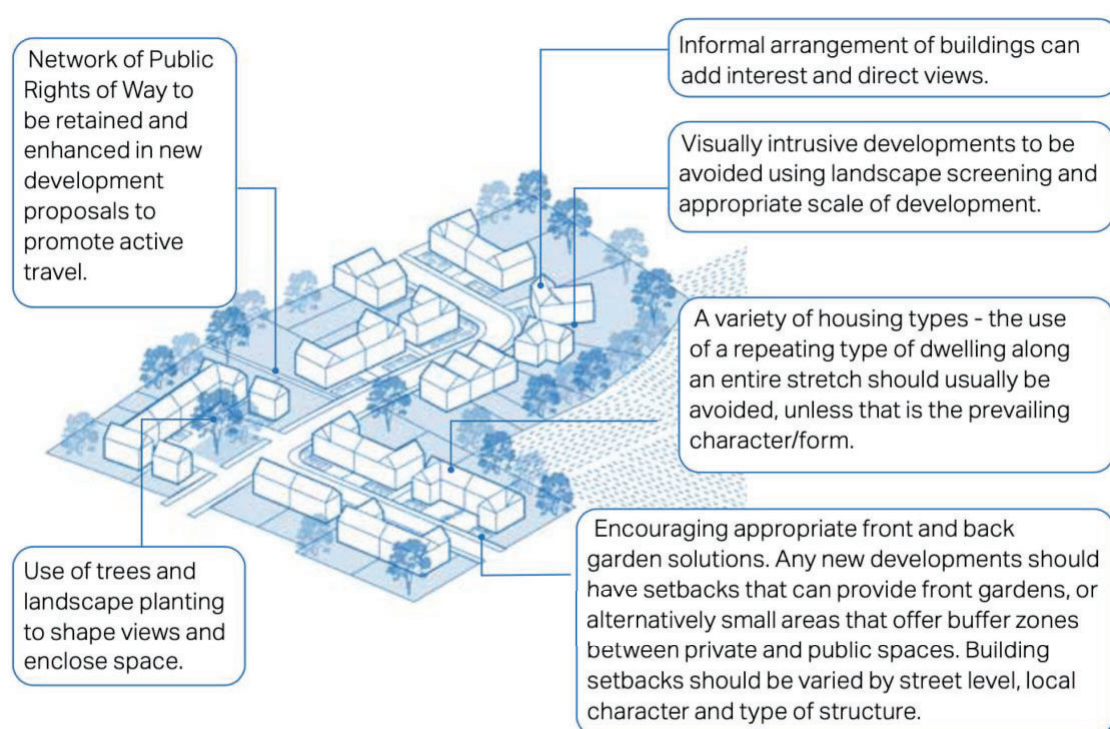 Network of Public
Rights of Way to
be retained and
enhanced in new
development
proposals to
promote active
travel.
Informal arrangement of buildings can
add interest and direct views.
Visually intrusive developments to be
avoided using landscape screening and
appropriate scale of development.
A variety of housing types - the use
of a repeating type of dwelling along
an entire stretch should usually be
avoided, unless that is the prevailing
character/form.
Use of trees and
landscape planting
to shape views and
enclose space.
Encouraging appropriate front and back
garden solutions. Any new developments should
have setbacks that can provide front gardens, or
alternatively small areas that offer buffer zones
between private and public spaces. Building
setbacks should be varied by street level, local
character and type of structure.